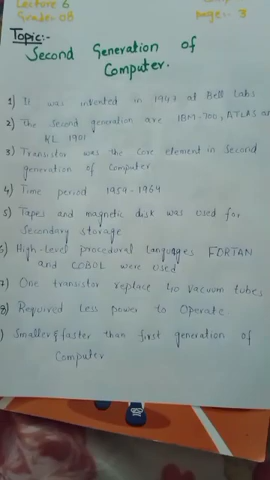 Lecture 6
Grade:- 08
page:- 3
Topic:-
Second Generation of
Computer.
1) It was invented in 1947 at Bell Labs
2) The Second generation are IBM-700, ATLAS an
1901
3) Transistor was the Core element in Second
generation of Computer.
4) Time period 1959-1964
5) Tapes and magnetic disk was used for
Secondary storage
6) High-Level procedural Languages FORTAN
and COBOL were used
7) One transistor replace 40 Vacuum tubes
8) Required Less power to Operate
) Smaller & faster than first generation of
Computer